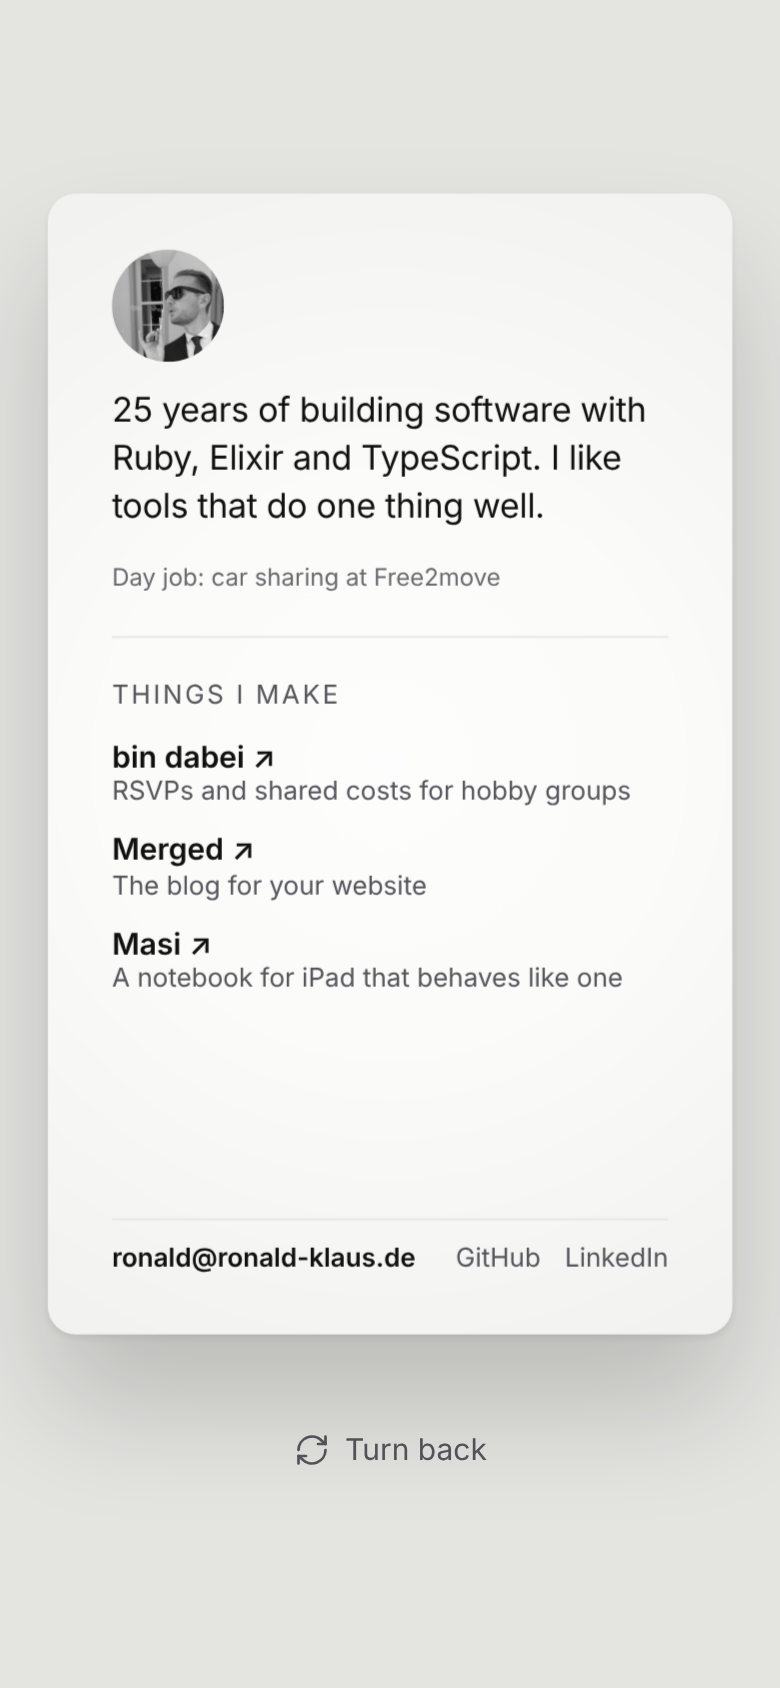 25 years of building software with
Ruby, Elixir and TypeScript. I like
tools that do one thing well.
Day job: car sharing at Free2move
THINGS I MAKE
bin dabei ↗
RSVPs and shared costs for hobby groups
Merged ↗
The blog for your website
Masi ↗
A notebook for iPad that behaves like one
ronald@ronald-klaus.de GitHub LinkedIn
Turn back